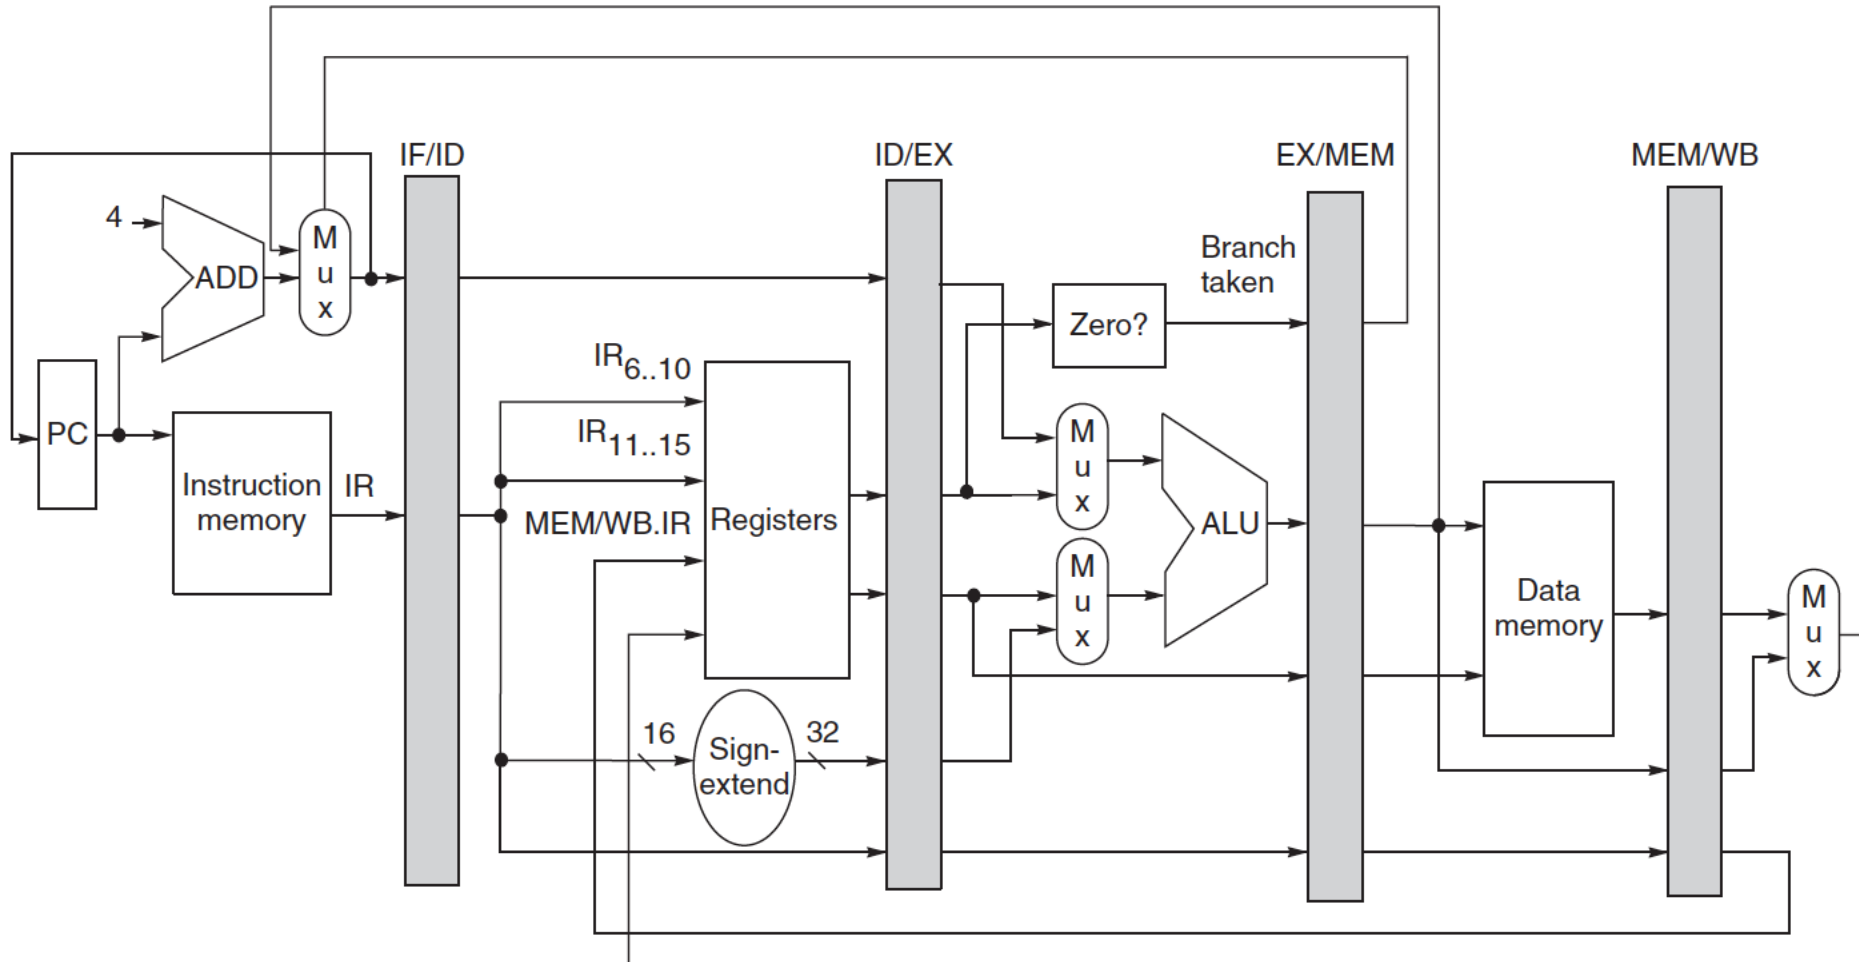 IF/ID
ID/EX
EX/MEM
MEM/WB
4
ADD
M
u
x
Branch
taken
Zero?
IR6..10
IR11..15
PC
Instruction
memory
IR
MEM/WB.IR
Registers
M
u
x
M
u
x
ALU
Data
memory
M
u
x
16
Sign-
extend
32